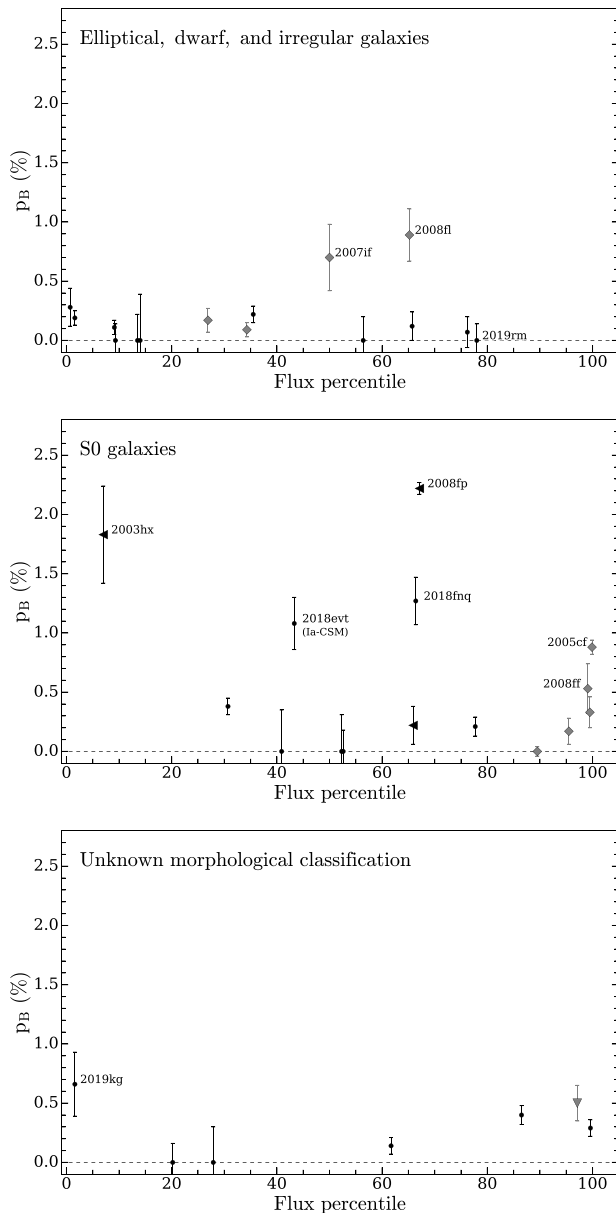 Elliptical, dwarf, and irregular galaxies
2.5
2.0
1.5
1.0
0.5
0.0
p_B (%)
2007if
2008fl
2019rm
0 20 40 60 80 100
Flux percentile
S0 galaxies
2.5
2.0
1.5
1.0
0.5
0.0
p_B (%)
2003hx
2008fp
2018evt
(Ia-CSM)
2018fnq
2005cf
2008ff
0 20 40 60 80 100
Flux percentile
Unknown morphological classification
2.5
2.0
1.5
1.0
0.5
0.0
p_B (%)
2019kg
0 20 40 60 80 100
Flux percentile